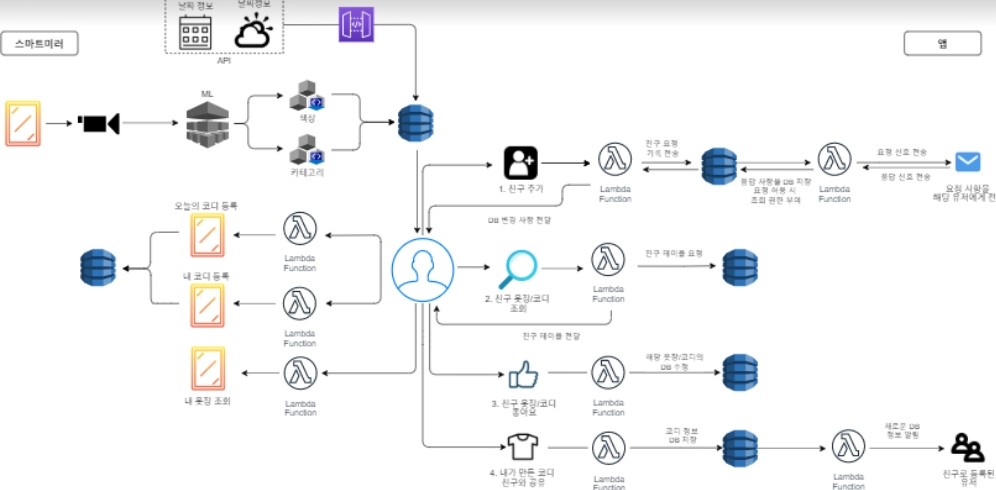 날짜 정보
날씨정보
스마트미러
앱
API
ML
색상
카테고리
1. 친구 추가
Lambda
Function
친구 요청
기록 전송
응답 사항을 DB 저장
요청 허용 시
조회 권한 부여
Lambda
Function
요청 신호 전송
응답 신호 전송
요청 사항을
해당 유저에게 전
DB 변경 사항 전달
오늘의 코디 등록
Lambda
Function
내 코디 등록
Lambda
Function
내 옷장 조회
Lambda
Function
2. 친구 옷장/코디
조회
Lambda
Function
친구 테이블 요청
친구 테이블 전달
3. 친구 옷장/코디
좋아요
Lambda
Function
해당 옷장/코디의
DB 수정
4. 내가 만든 코디
친구와 공유
Lambda
Function
코디 정보
DB 저장
Lambda
Function
새로운 DB
정보 알림
친구로 등록된
유저